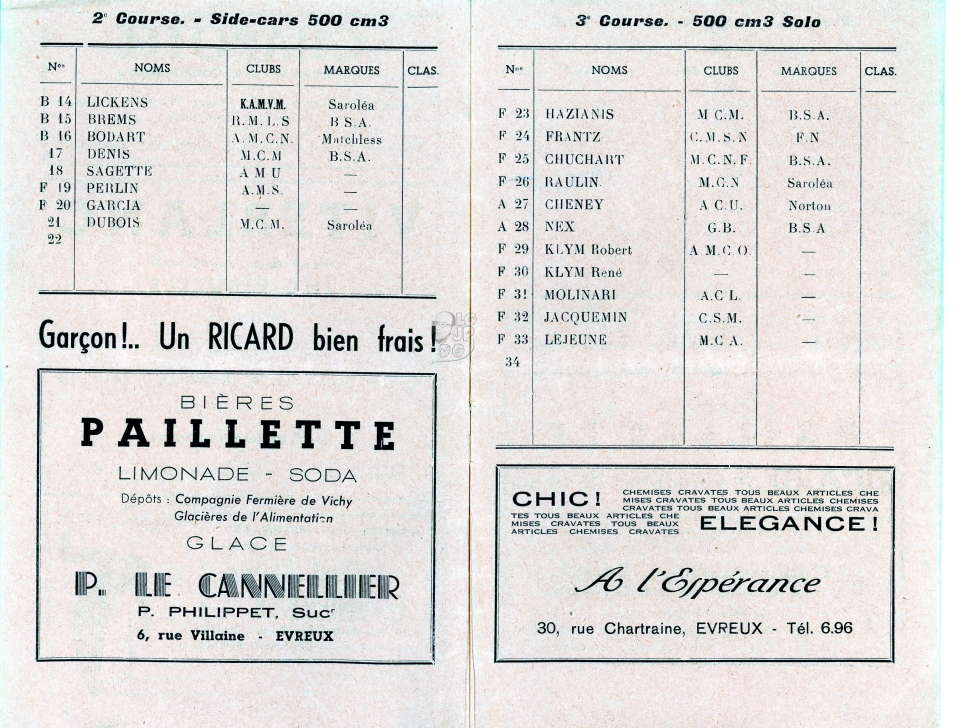 2e Course. - Side-cars 500 cm3
Nos NOMS CLUBS MARQUES CLAS.
B 14 LICKENS K.A.M.V.M. Saroléa
B 15 BREMS R.M.L.S B S.A.
B 16 BODART A.M.C.N. Matchless
17 DENIS M.C.M B.S.A.
18 SAGETTE A M U —
F 19 PERLIN A.M.S. —
F 20 GARCIA — —
21 DUBOIS M.C.M. Saroléa
22
Garçon!.. Un RICARD bien frais!
BIÈRES
PAILLETTE
LIMONADE - SODA
Dépôts : Compagnie Fermière de Vichy
Glacières de l'Alimentation
GLACE
P. LE CANNELLIER
P. PHILIPPET, Sucr
6, rue Villaine - EVREUX
3e Course. - 500 cm3 Solo
Nos NOMS CLUBS MARQUES CLAS.
F 23 HAZIANIS M C.M. B.S.A.
F 24 FRANTZ C.M.S.N F.N
F 25 CHUCHART M.C.N.F. B.S.A.
F 26 RAULIN. M.C.N Saroléa
A 27 CHENEY A C.U. Norton
A 28 NEX G.B. B.S.A
F 29 KLYM Robert A M.C.O. —
F 30 KLYM René — —
F 31 MOLINARI A.C L. —
F 32 JACQUEMIN C.S.M. —
F 33 LEJEUNE M.C A. —
34
CHIC! CHEMISES CRAVATES TOUS BEAUX ARTICLES CHE
MISES CRAVATES TOUS BEAUX ARTICLES CHEMISES
CRAVATES TOUS BEAUX ARTICLES CHEMISES CRAVA
TES TOUS BEAUX ARTICLES CHE
MISES CRAVATES TOUS BEAUX ELEGANCE!
ARTICLES CHEMISES CRAVATES
A l'Espérance
30, rue Chartraine, EVREUX - Tél. 6.96